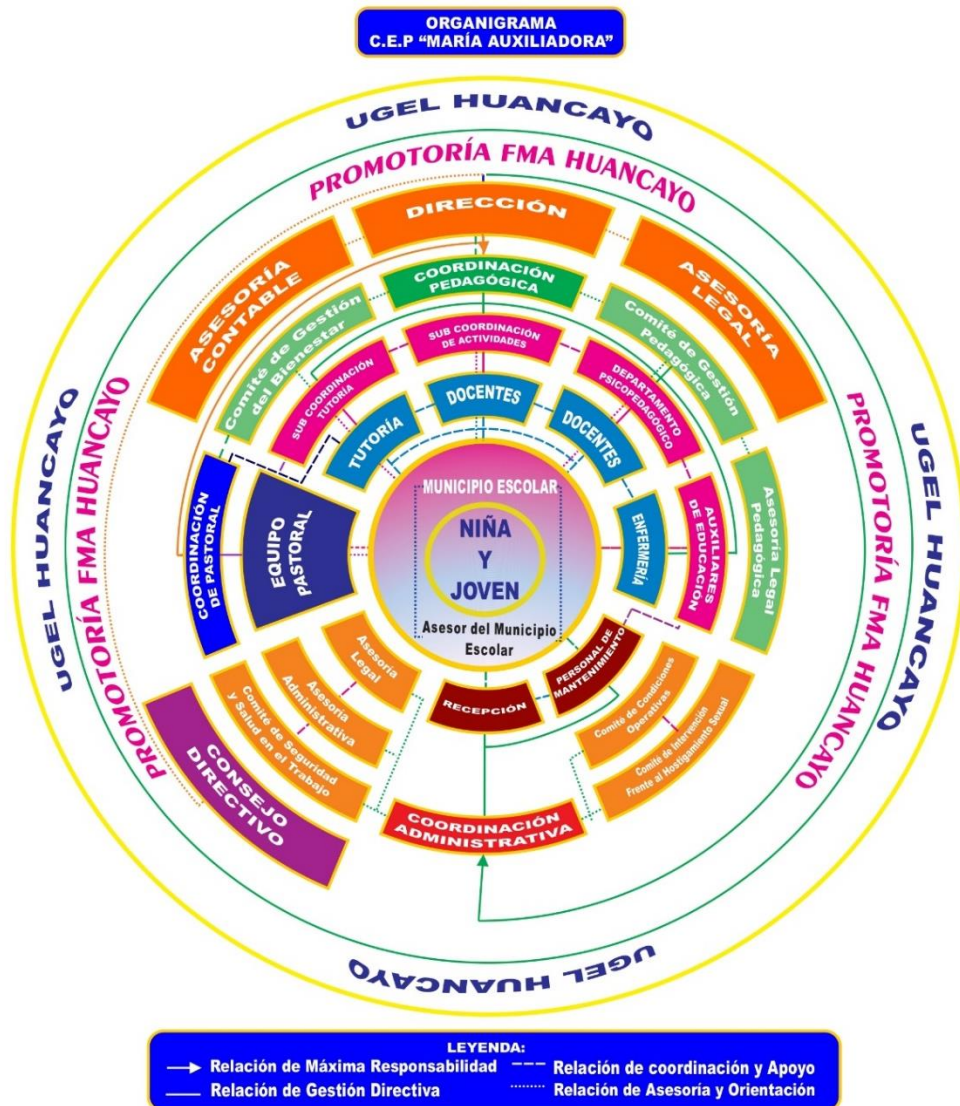 ORGANIGRAMA
C.E.P “MARÍA AUXILIADORA”
UGEL HUANCAYO
PROMOTORÍA FMA HUANCAYO
DIRECCIÓN
ASESORÍA
CONTABLE
ASESORÍA
LEGAL
COORDINACIÓN
PEDAGÓGICA
Comité de Gestión
del Bienestar
Comité de Gestión
Pedagógica
SUB COORDINACIÓN
DE ACTIVIDADES
SUB COORDINACIÓN
TUTORÍA
DEPARTAMENTO
PSICOPEDAGÓGICO
TUTORÍA
DOCENTES
DOCENTES
UGEL HUANCAYO
PROMOTORÍA FMA HUANCAYO
COORDINACIÓN
DE PASTORAL
EQUIPO
PASTORAL
MUNICIPIO ESCOLAR
NIÑA
Y
JOVEN
Asesor del Municipio
Escolar
ENFERMERÍA
AUXILIARES
DE EDUCACIÓN
Asesoría Legal
Pedagógica
PROMOTORÍA FMA HUANCAYO
UGEL HUANCAYO
Asesoría
Legal
Asesoría
Administrativa
Comité de Seguridad
y Salud en el Trabajo
CONSEJO
DIRECTIVO
RECEPCIÓN
PERSONAL DE
MANTENIMIENTO
Comité de Condiciones
Operativas
Comité de Intervención
Frente al Hostigamiento Sexual
COORDINACIÓN
ADMINISTRATIVA
UGEL HUANCAYO
LEYENDA:
Relación de Máxima Responsabilidad
Relación de coordinación y Apoyo
Relación de Gestión Directiva
Relación de Asesoría y Orientación